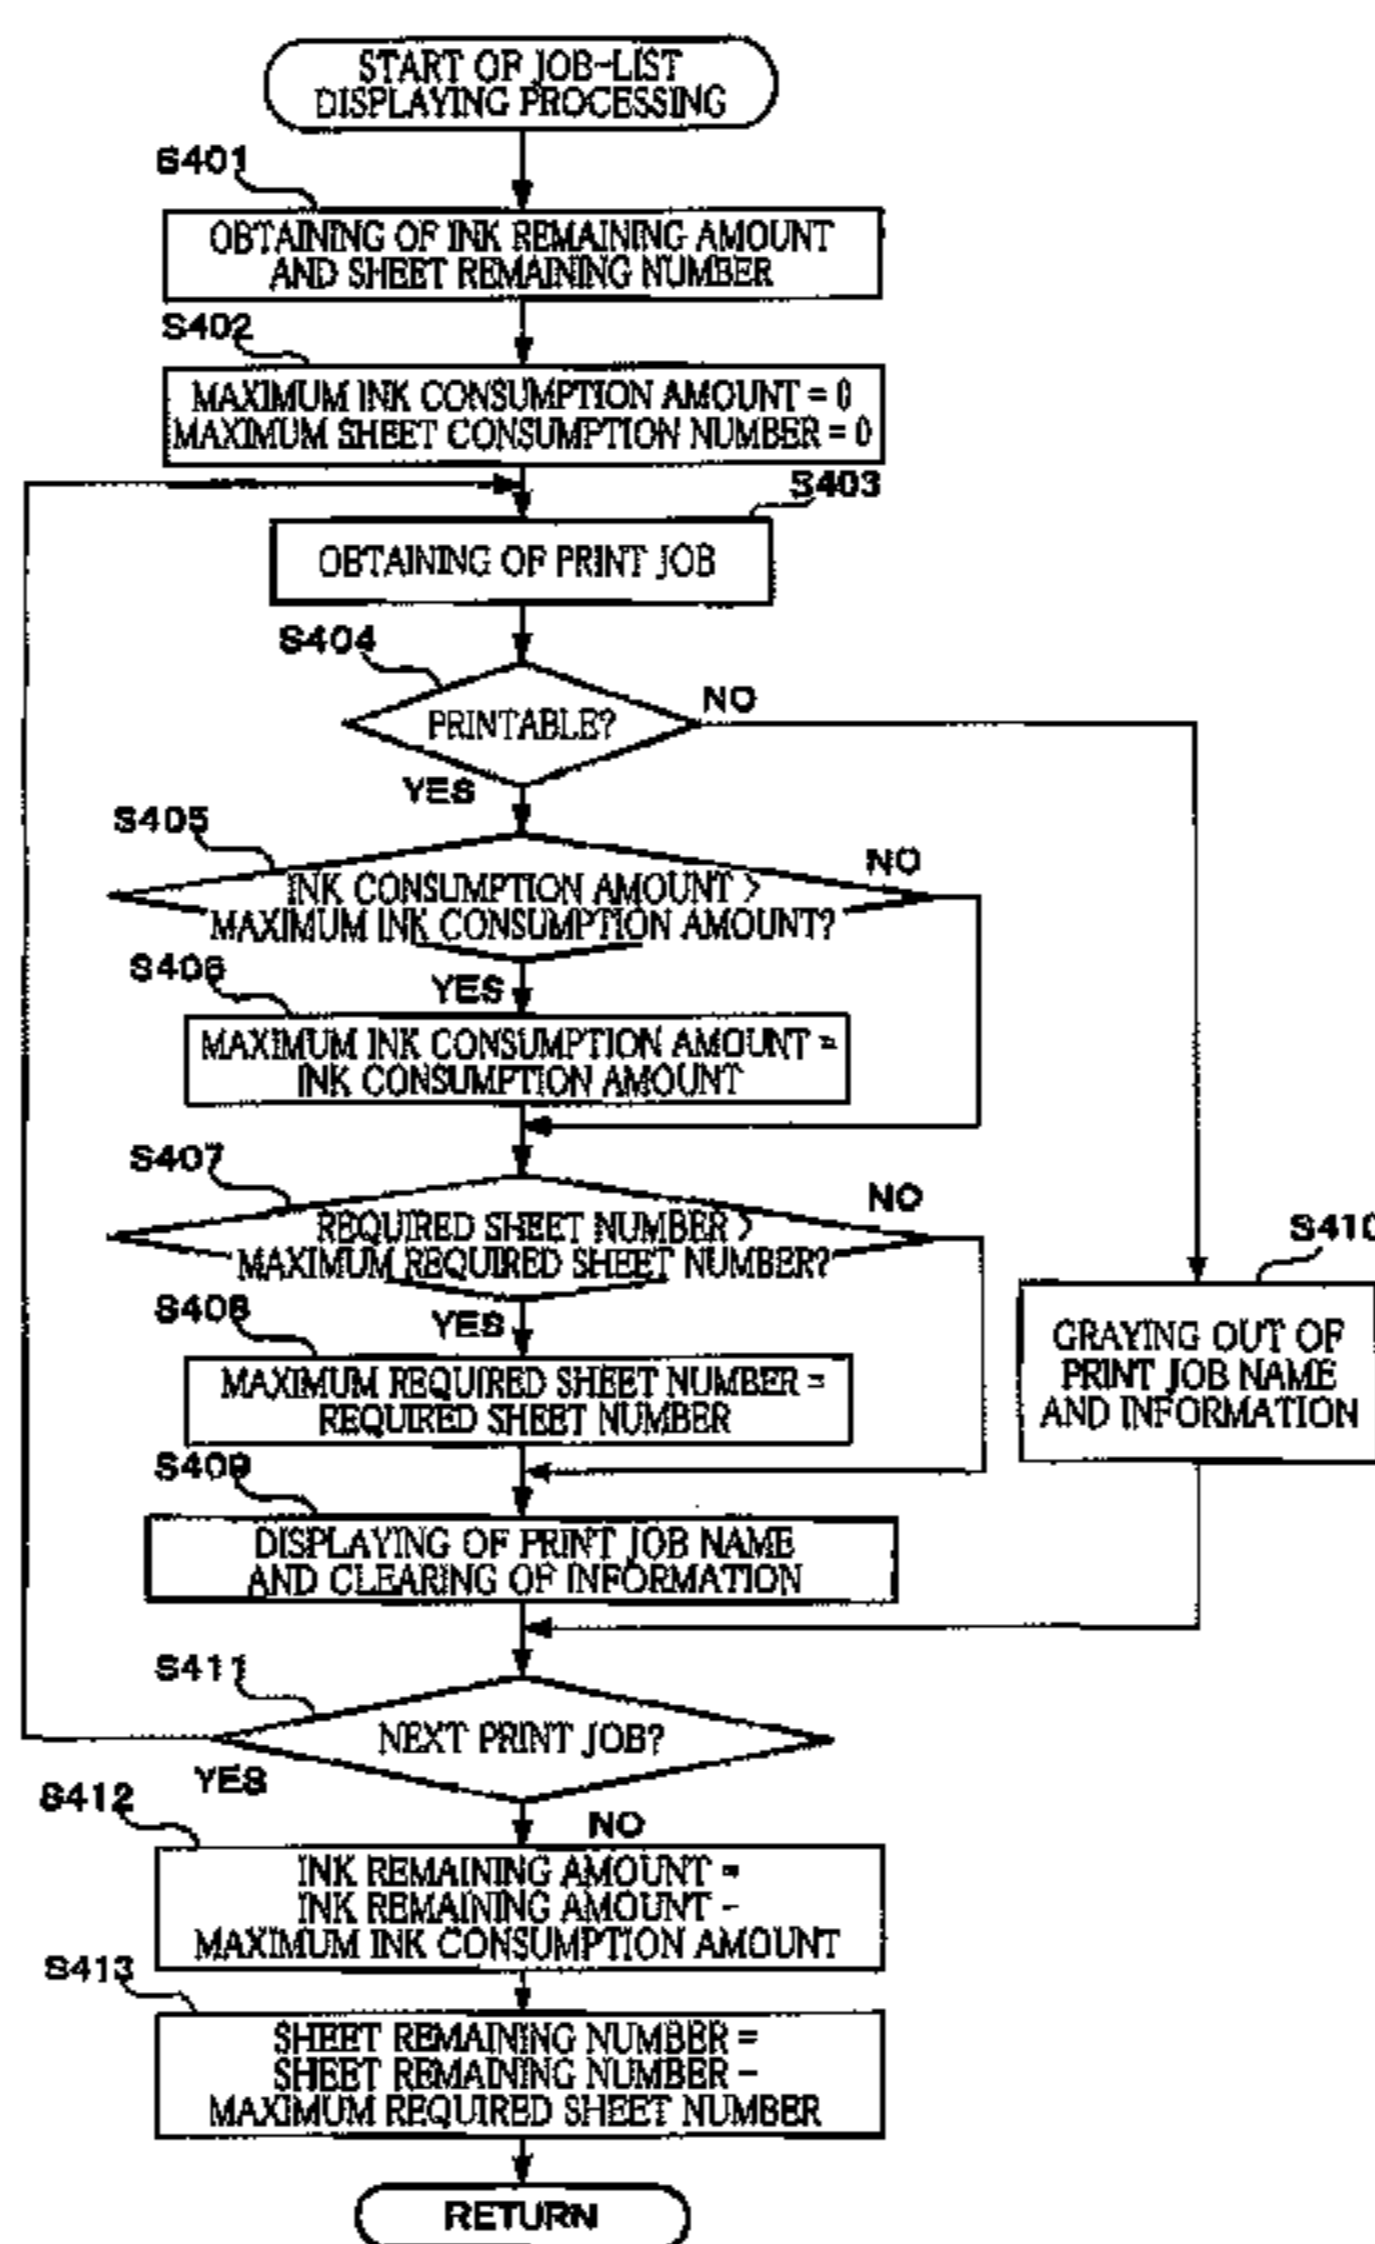 START OF JOB-LIST
DISPLAYING PROCESSING
S401
OBTAINING OF INK REMAINING AMOUNT
AND SHEET REMAINING NUMBER
S402
MAXIMUM INK CONSUMPTION AMOUNT = 0
MAXIMUM SHEET CONSUMPTION NUMBER = 0
S403
OBTAINING OF PRINT JOB
S404
PRINTABLE?
NO
YES
S405
INK CONSUMPTION AMOUNT >
MAXIMUM INK CONSUMPTION AMOUNT?
NO
YES
S406
MAXIMUM INK CONSUMPTION AMOUNT =
INK CONSUMPTION AMOUNT
S407
REQUIRED SHEET NUMBER >
MAXIMUM REQUIRED SHEET NUMBER?
NO
YES
S408
MAXIMUM REQUIRED SHEET NUMBER =
REQUIRED SHEET NUMBER
S409
DISPLAYING OF PRINT JOB NAME
AND CLEARING OF INFORMATION
S410
GRAYING OUT OF
PRINT JOB NAME
AND INFORMATION
S411
NEXT PRINT JOB?
YES
NO
S412
INK REMAINING AMOUNT =
INK REMAINING AMOUNT -
MAXIMUM INK CONSUMPTION AMOUNT
S413
SHEET REMAINING NUMBER =
SHEET REMAINING NUMBER -
MAXIMUM REQUIRED SHEET NUMBER
RETURN